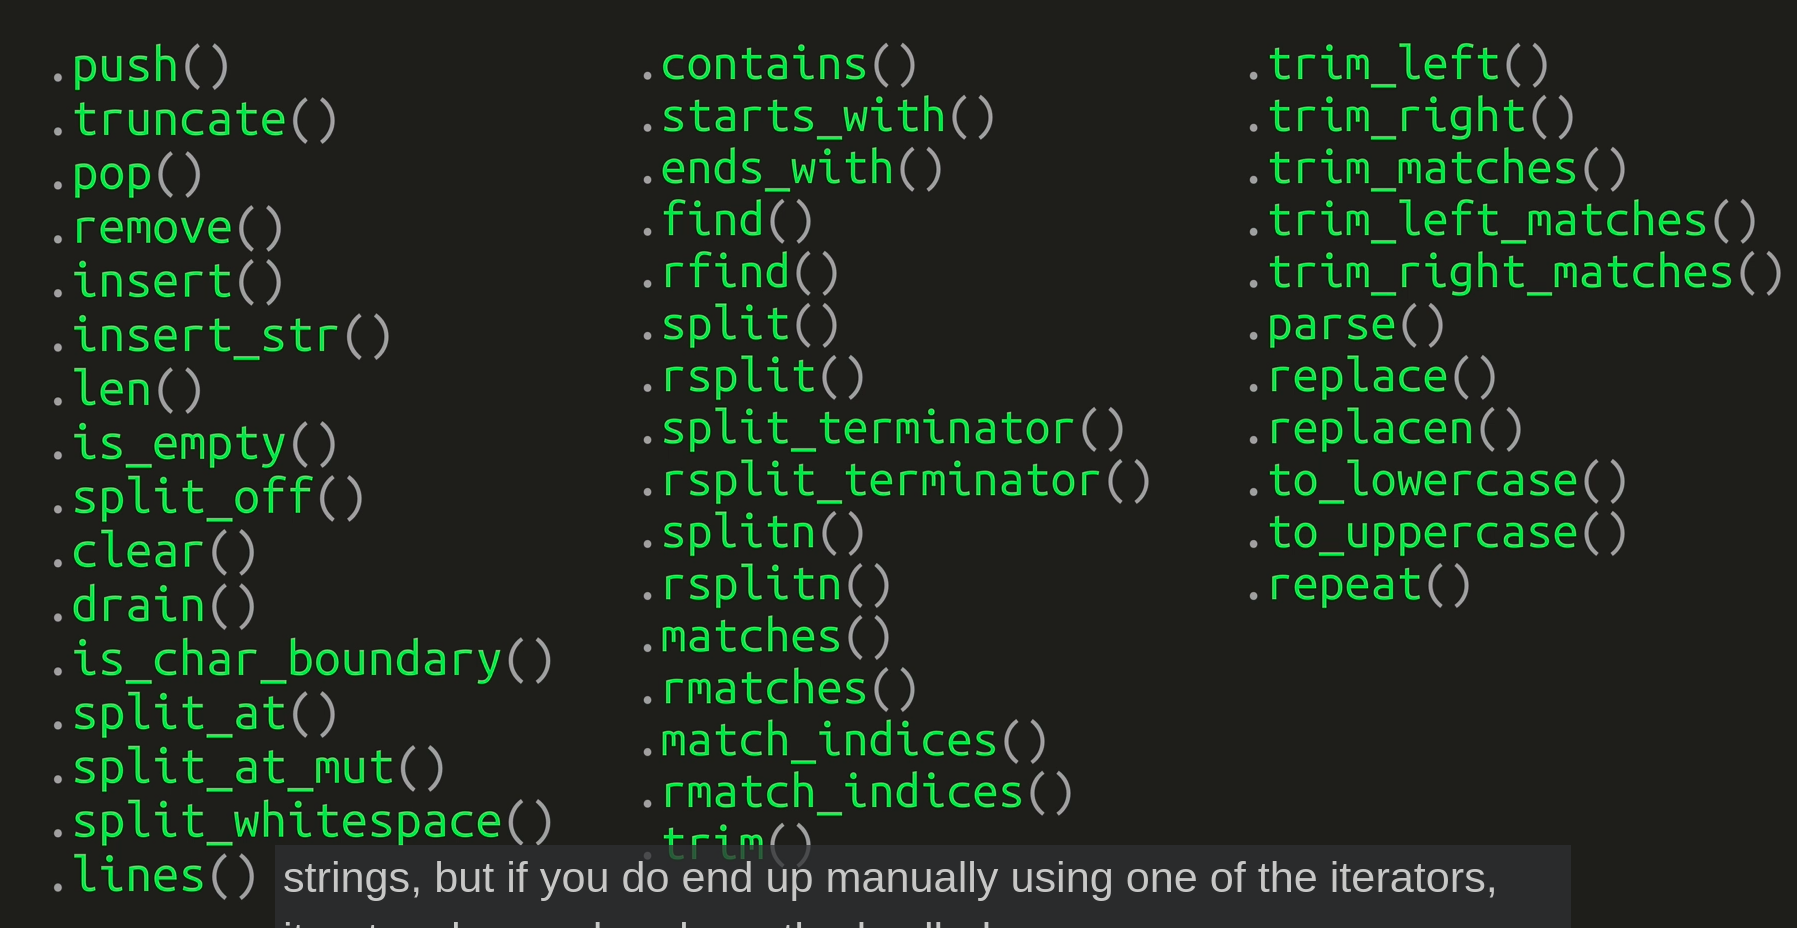 .push()
.truncate()
.pop()
.remove()
.insert()
.insert_str()
.len()
.is_empty()
.split_off()
.clear()
.drain()
.is_char_boundary()
.split_at()
.split_at_mut()
.split_whitespace()
.lines()
.contains()
.starts_with()
.ends_with()
.find()
.rfind()
.split()
.rsplit()
.split_terminator()
.rsplit_terminator()
.splitn()
.rsplitn()
.matches()
.rmatches()
.match_indices()
.rmatch_indices()
.trim()
.trim_left()
.trim_right()
.trim_matches()
.trim_left_matches()
.trim_right_matches()
.parse()
.replace()
.replacen()
.to_lowercase()
.to_uppercase()
.repeat()
strings, but if you do end up manually using one of the iterators,